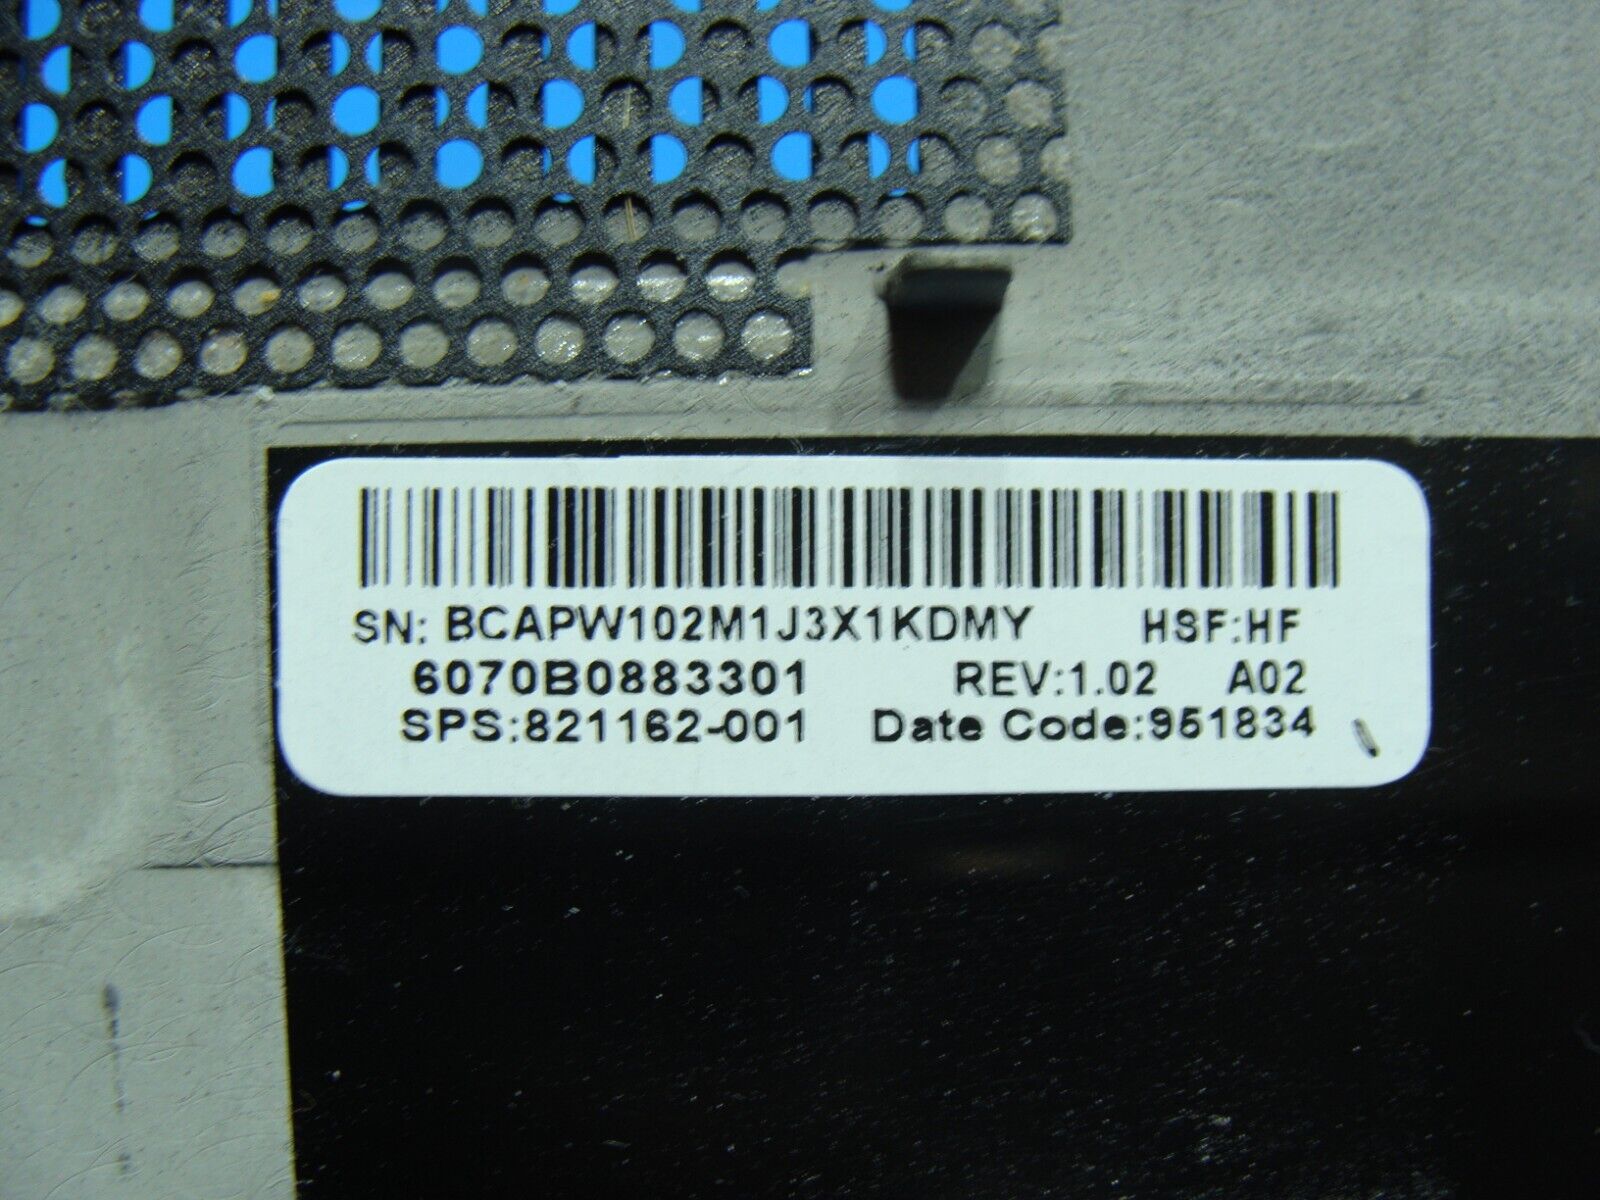 SN: BCAPW102M1J3X1KDMY HSF:HF
6070B0883301 REV:1.02 A02
SPS:821162-001 Date Code:951834